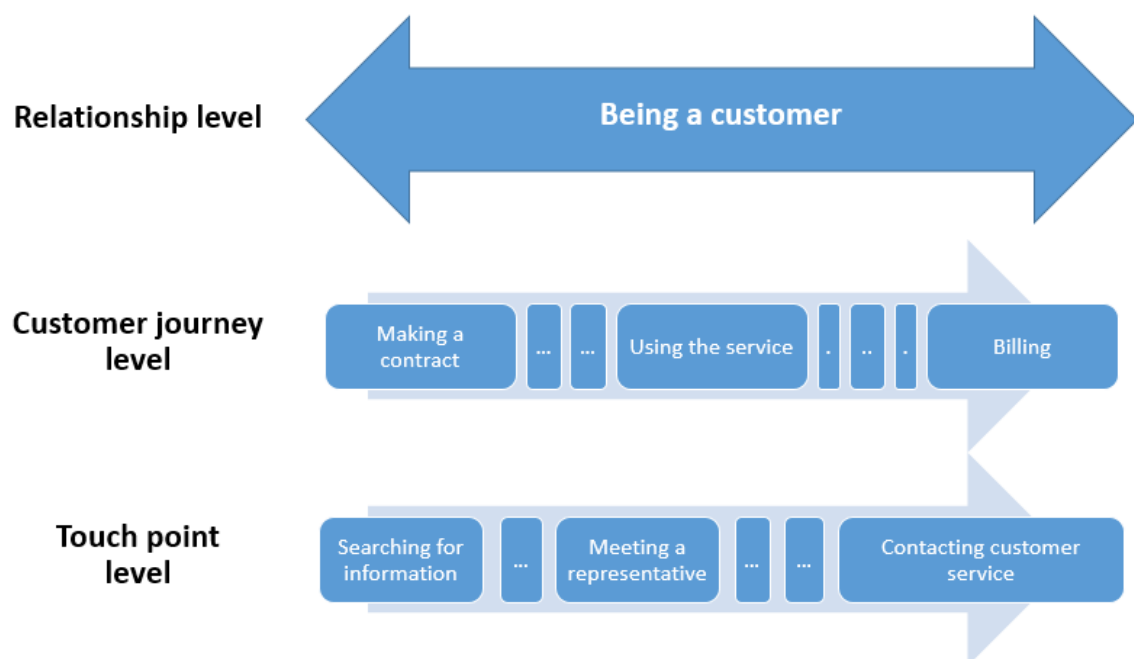 Relationship level
Being a customer
Customer journey
level
Making a
contract
...
...
Using the service
.
..
.
Billing
Touch point
level
Searching for
information
...
Meeting a
representative
...
...
Contacting customer
service